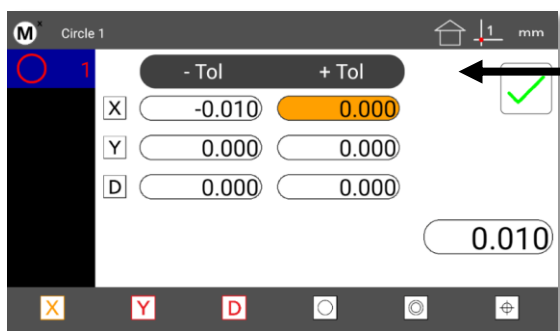 M Circle 1 1 mm
1 - Tol + Tol
X -0.010 0.000
Y 0.000 0.000
D 0.000 0.000
0.010
X Y D